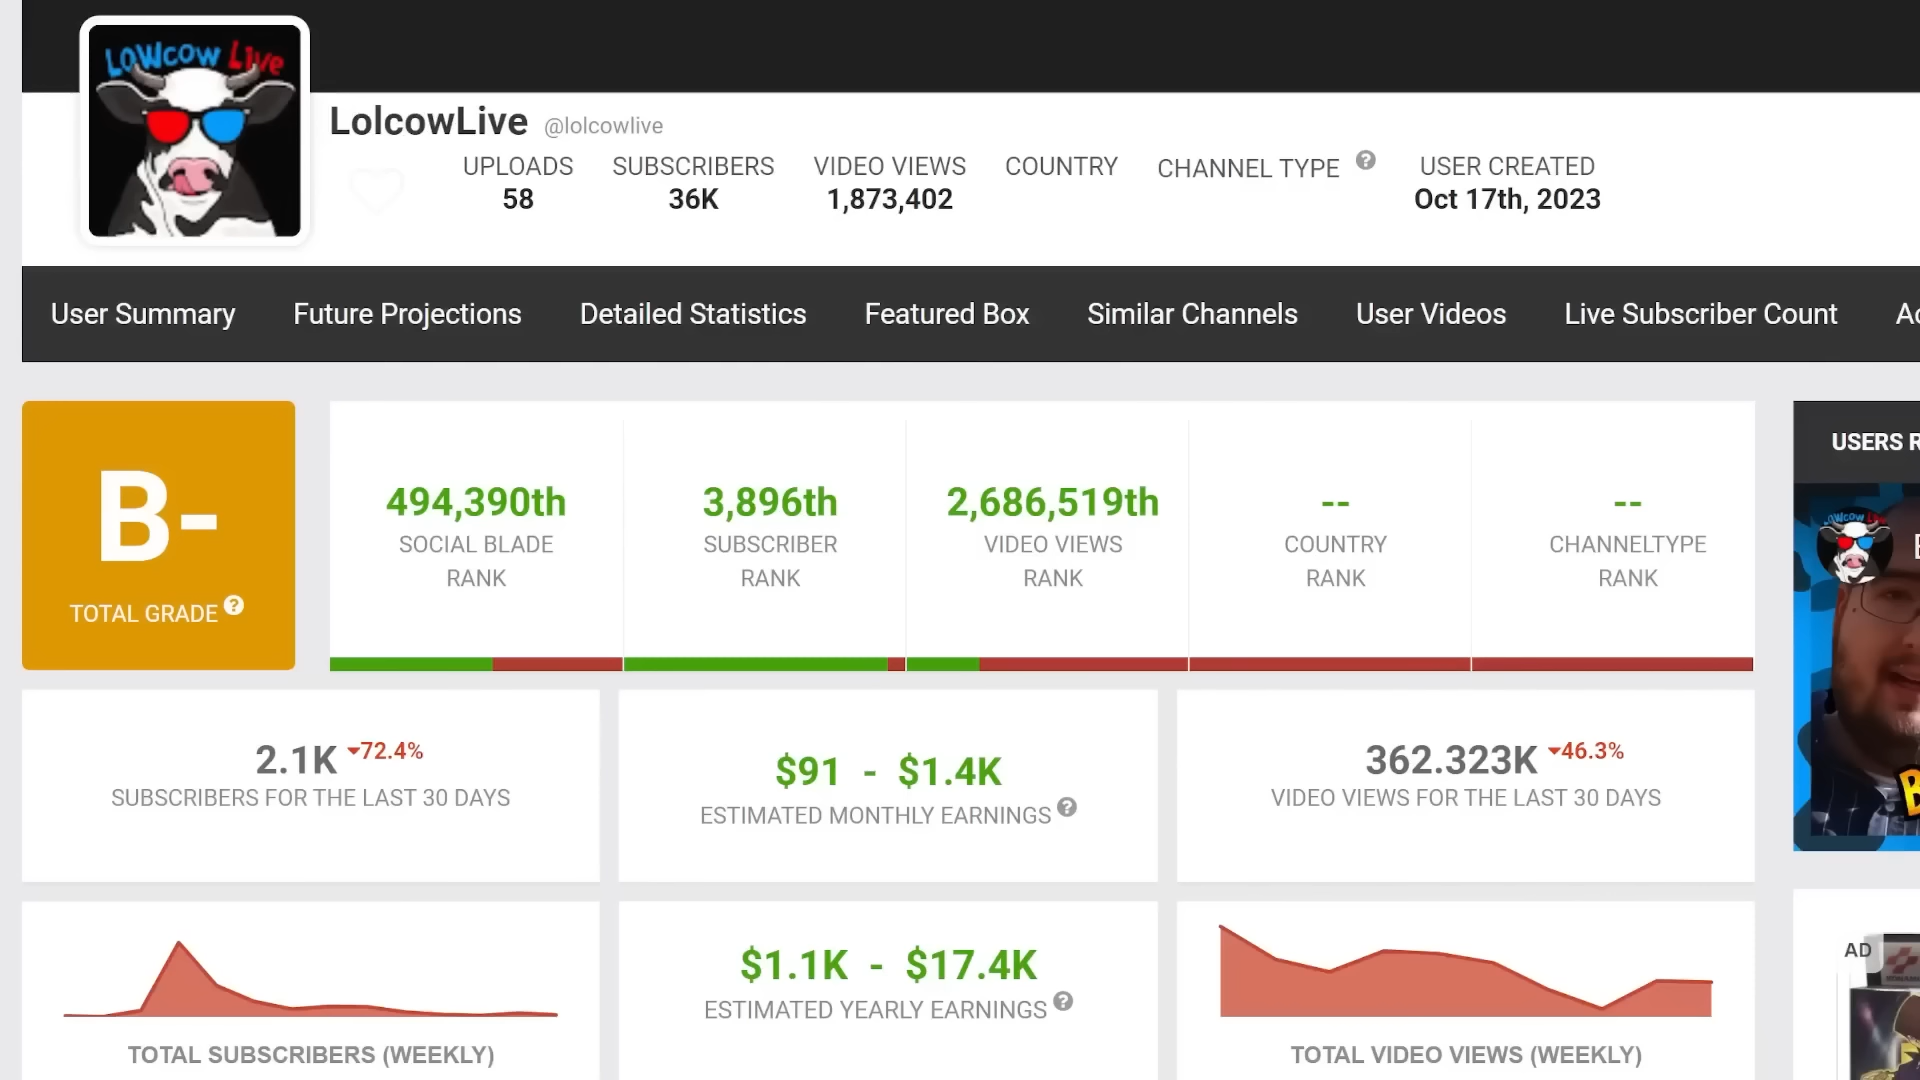 LOWcow Live
LolcowLive @lolcowlive
UPLOADS SUBSCRIBERS VIDEO VIEWS COUNTRY CHANNEL TYPE ? USER CREATED
58 36K 1,873,402 Oct 17th, 2023
User Summary Future Projections Detailed Statistics Featured Box Similar Channels User Videos Live Subscriber Count
B-
TOTAL GRADE ?
494,390th 3,896th 2,686,519th -- --
SOCIAL BLADE SUBSCRIBER VIDEO VIEWS COUNTRY CHANNELTYPE
RANK RANK RANK RANK RANK
USERS
LOWcow Live
2.1K 72.4%
SUBSCRIBERS FOR THE LAST 30 DAYS
$91 - $1.4K
ESTIMATED MONTHLY EARNINGS ?
362.323K 46.3%
VIDEO VIEWS FOR THE LAST 30 DAYS
TOTAL SUBSCRIBERS (WEEKLY)
$1.1K - $17.4K
ESTIMATED YEARLY EARNINGS ?
TOTAL VIDEO VIEWS (WEEKLY)
AD
KONAMI